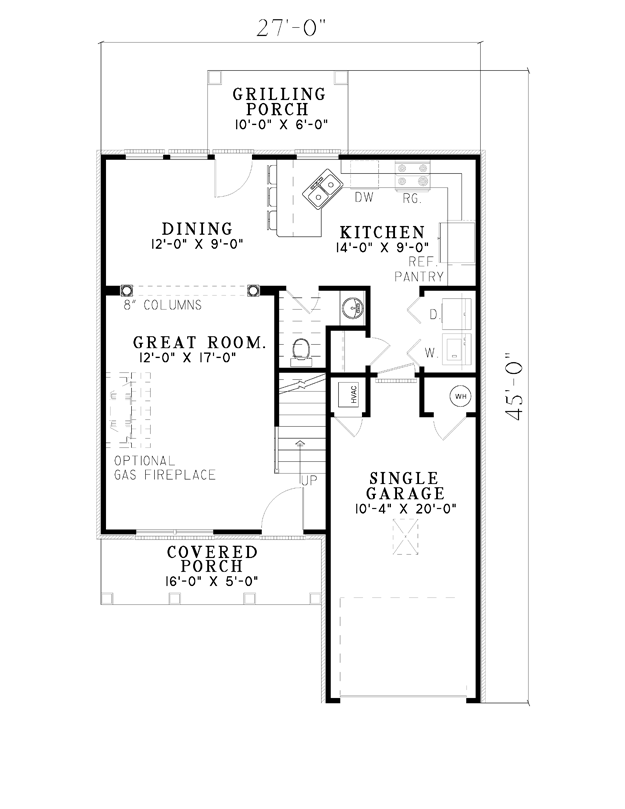 27'-0"
GRILLING
PORCH
10'-0" X 6'-0"
DW
RG.
DINING
12'-0" X 9'-0"
KITCHEN
14'-0" X 9'-0"
REF.
PANTRY
8" COLUMNS
D.
GREAT ROOM.
12'-0" X 17'-0"
W.
45'-0"
HVAC
WH
OPTIONAL
GAS FIREPLACE
UP
SINGLE
GARAGE
10'-4" X 20'-0"
COVERED
PORCH
16'-0" X 5'-0"